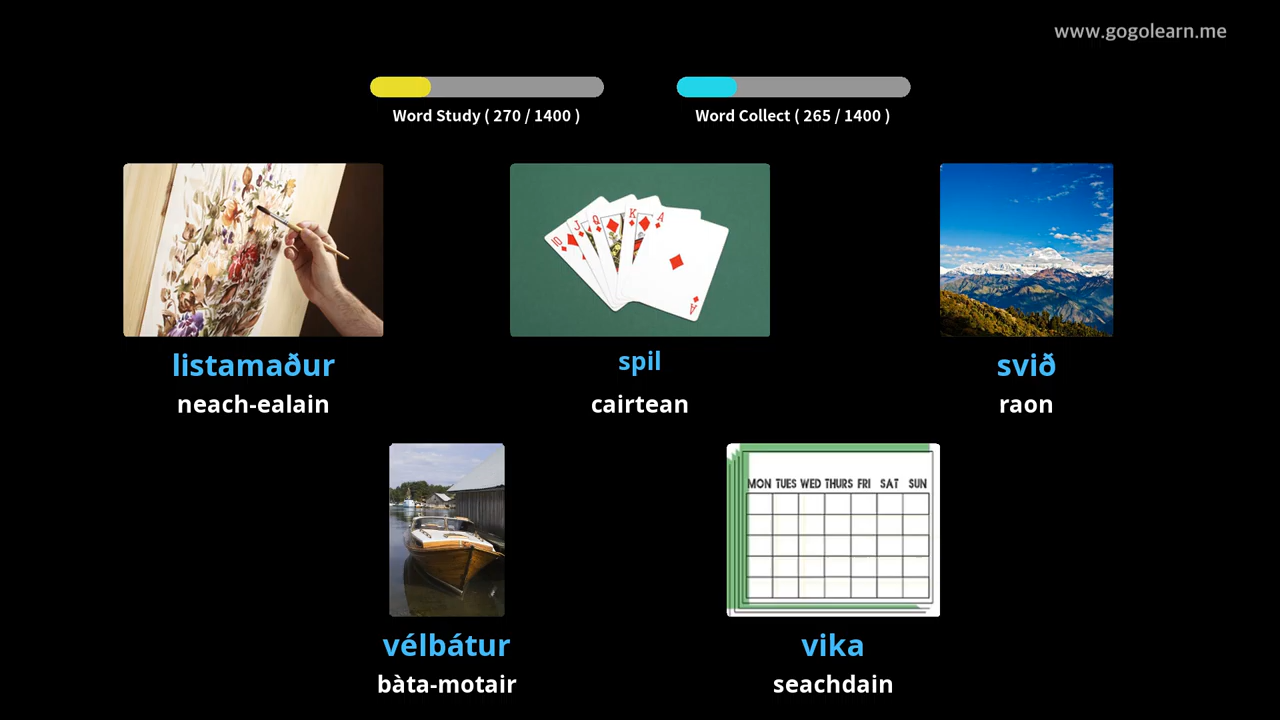 www.gogolearn.me
Word Study ( 270 / 1400 )
Word Collect ( 265 / 1400 )
10 J Q K A
A
listamaður
spil
svið
neach-ealain
cairtean
raon
MON TUES WED THURS FRI SAT SUN
vélbátur
vika
bàta-motair
seachdain